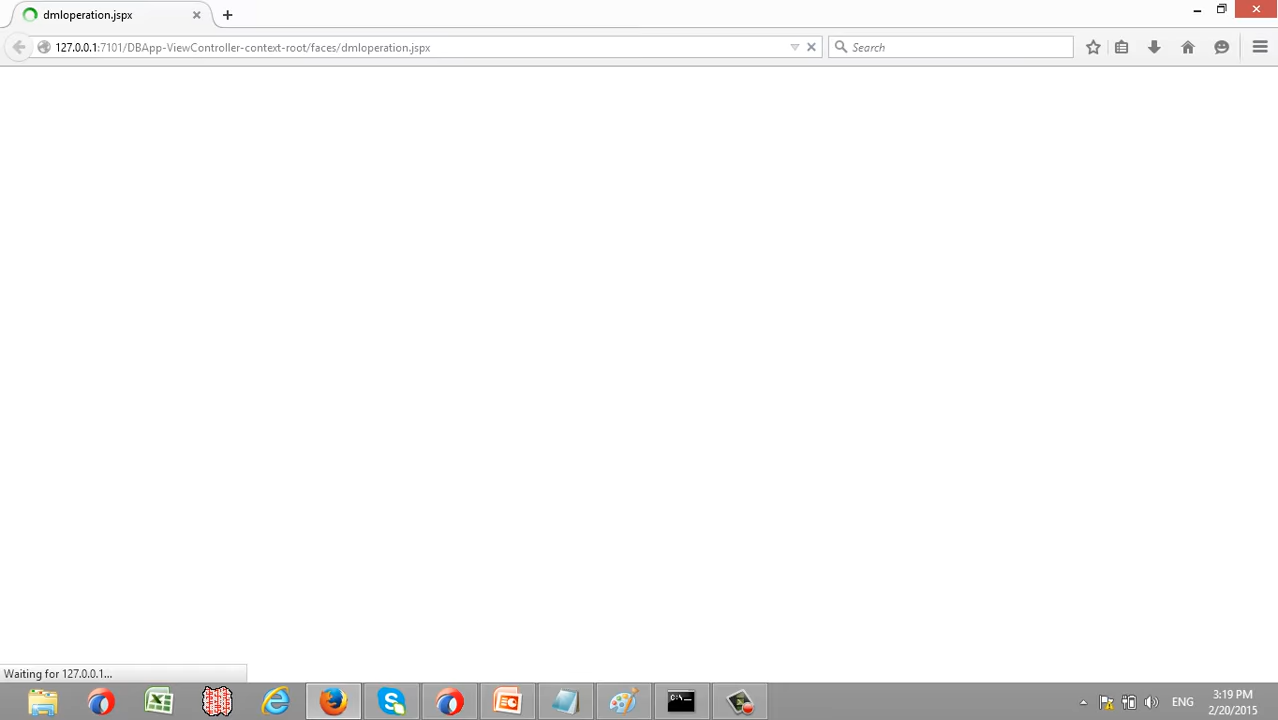 dmloperation.jspx
127.0.0.1:7101/DBApp-ViewController-context-root/faces/dmloperation.jspx
Search
Waiting for 127.0.0.1...
ENG
3:19 PM
2/20/2015